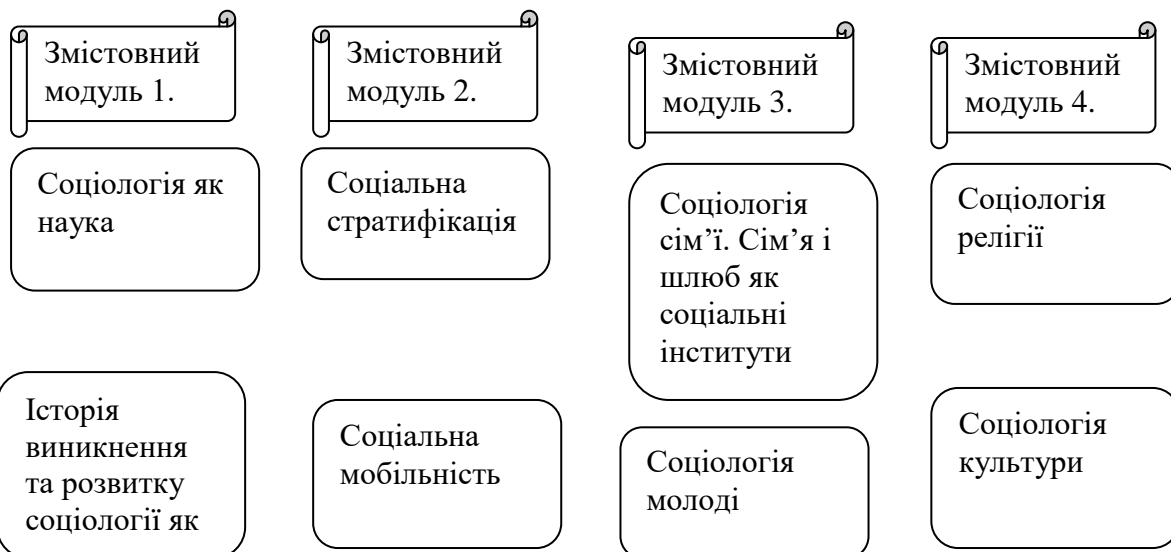 Змістовний
модуль 1.
Змістовний
модуль 2.
Змістовний
модуль 3.
Змістовний
модуль 4.
Соціологія як
наука
Соціальна
стратифікація
Соціологія
сім’ї. Сім’я і
шлюб як
соціальні
інститути
Соціологія
релігії
Історія
виникнення
та розвитку
соціології як
Соціальна
мобільність
Соціологія
молоді
Соціологія
культури